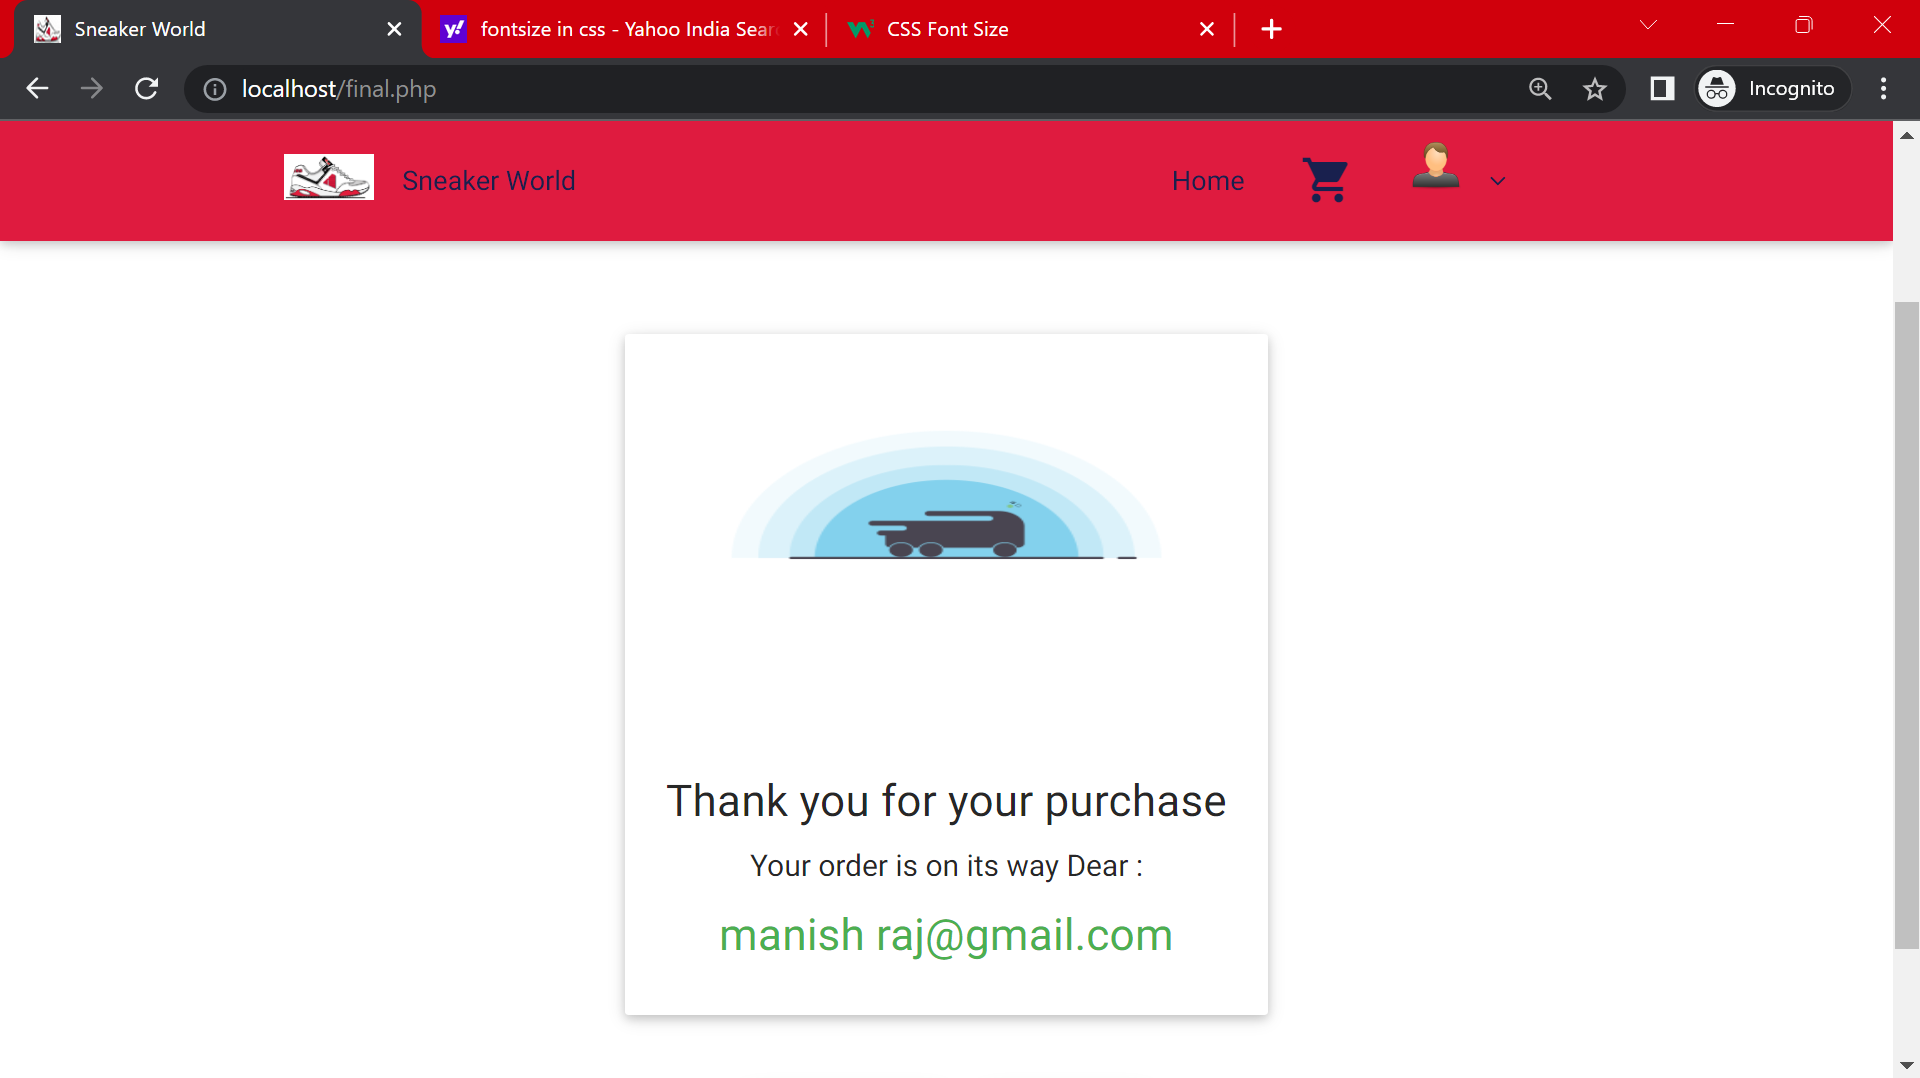 Sneaker World
fontsize in css - Yahoo India Sear
CSS Font Size
localhost/final.php
Incognito
Sneaker World
Home
Thank you for your purchase
Your order is on its way Dear :
manish raj@gmail.com